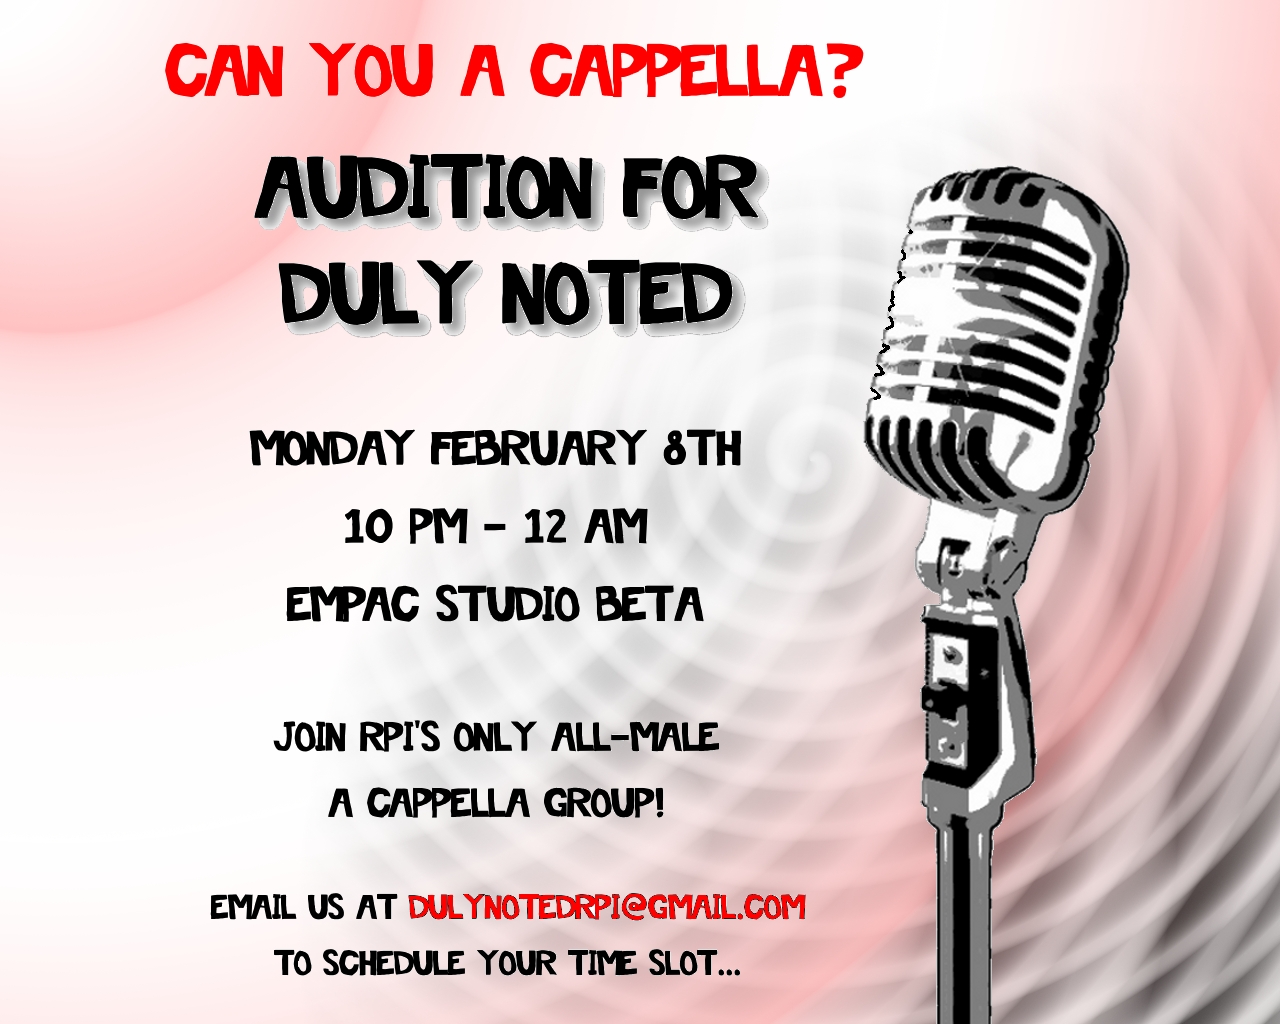 CAN YOU A CAPPELLA?
AUDITION FOR
DULY NOTED
MONDAY FEBRUARY 8TH
10 PM - 12 AM
EMPAC STUDIO BETA
JOIN RPI'S ONLY ALL-MALE
A CAPPELLA GROUP!
EMAIL US AT DULYNOTEDRPI@GMAIL.COM
TO SCHEDULE YOUR TIME SLOT...